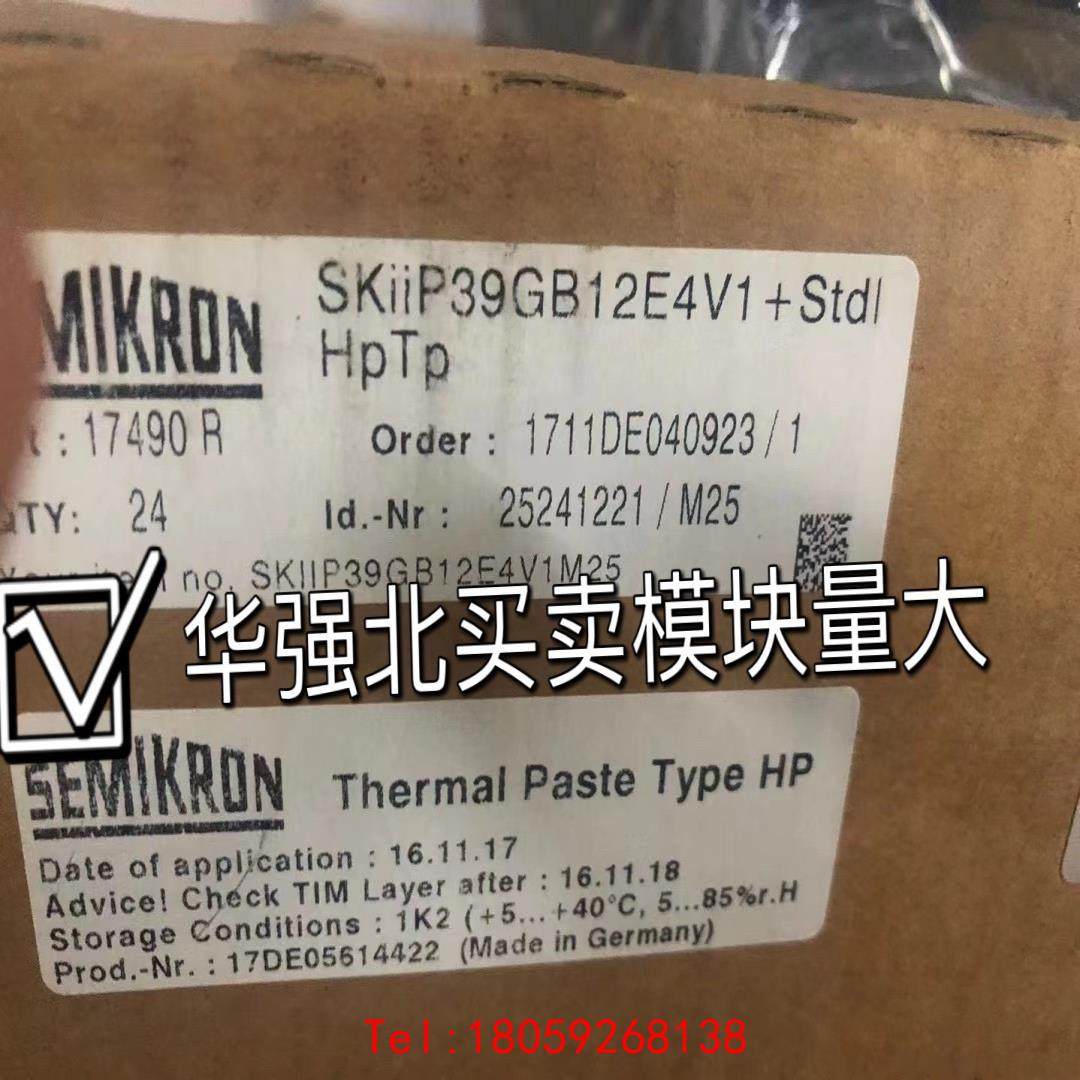 MIKRON
SKiiP39GB12E4V1+Stdl
HpTp
: 17490 R
Order : 1711DE040923 / 1
QTY: 24
Id.-Nr : 25241221 / M25
no. SKIIP39GB12E4V1M25
华强北买卖模块量大
SEMIKRON
Thermal Paste Type HP
Date of application : 16.11.17
Advice! Check TIM Layer after : 16.11.18
Storage Conditions : 1K2 (+5...+40°C, 5...85%r.H
Prod.-Nr. : 17DE05614422 (Made in Germany)
Tel:18059268138